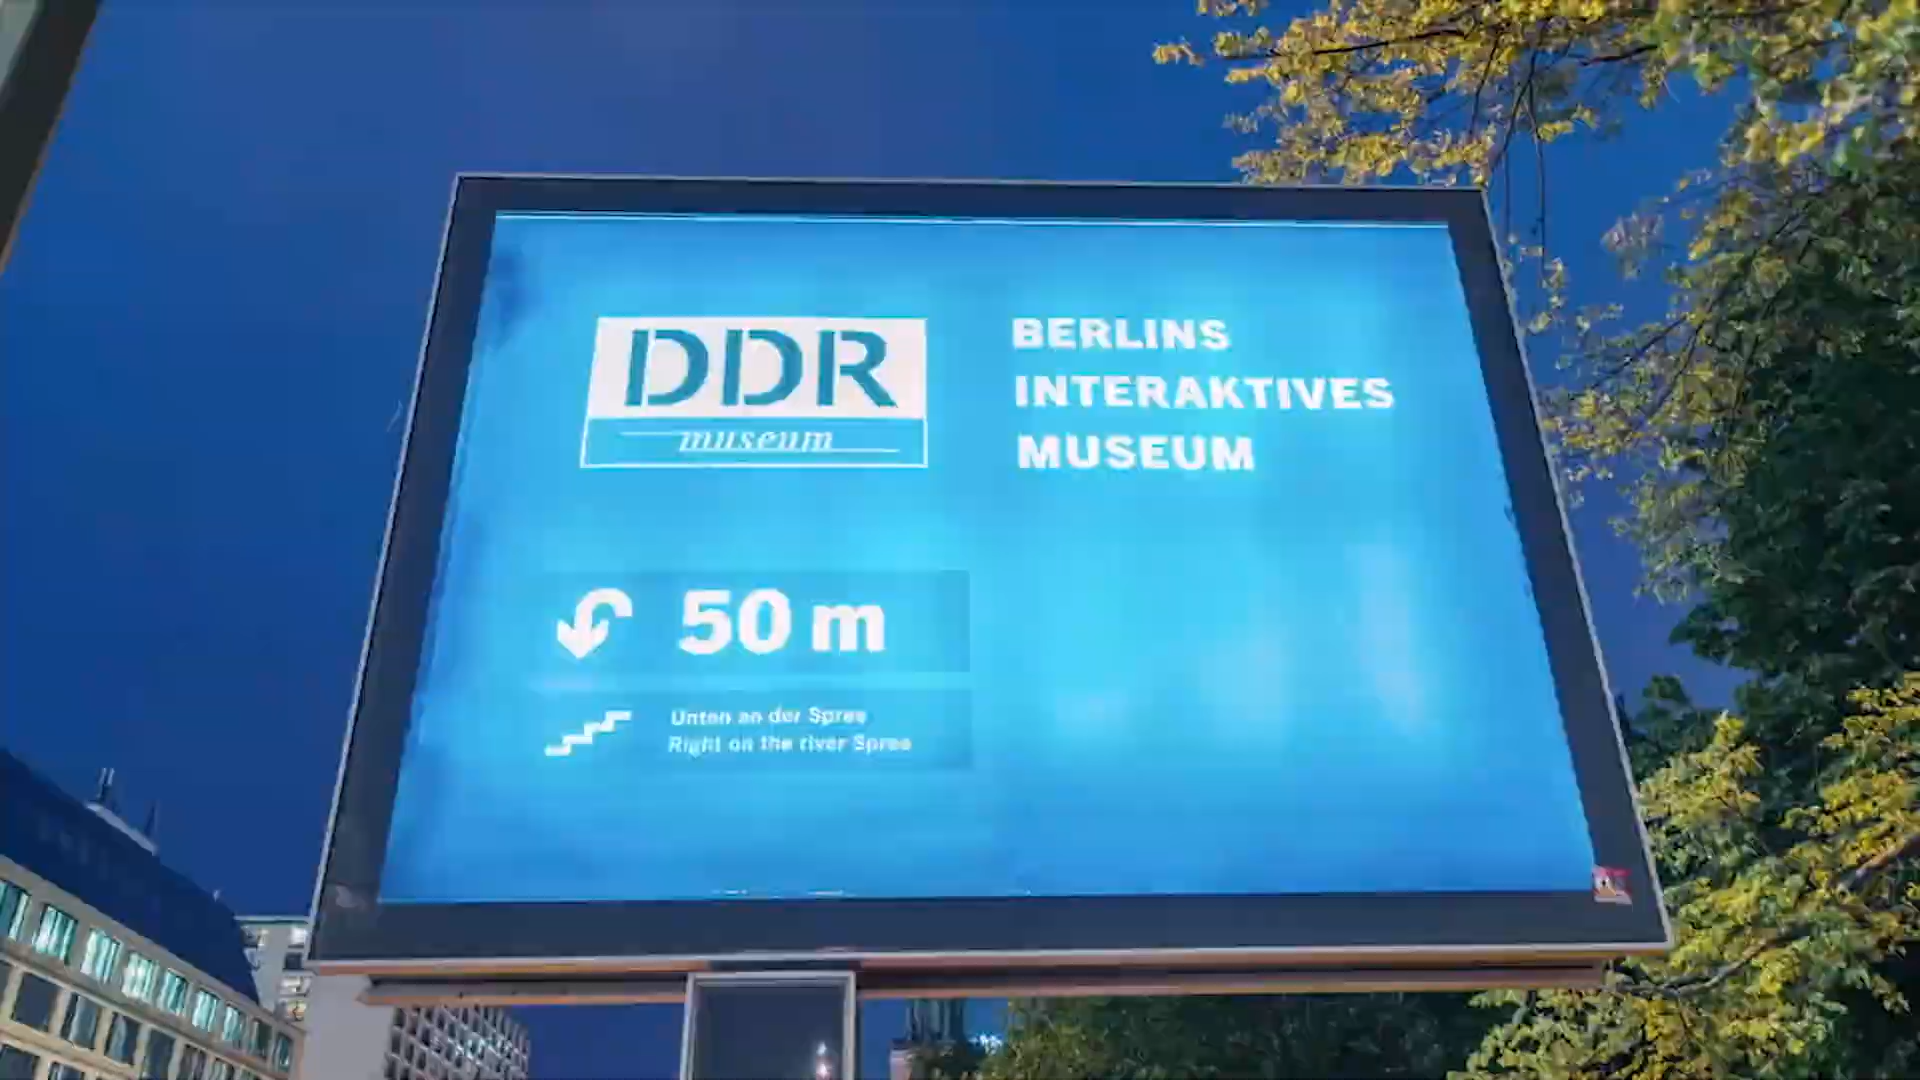 DDR
museum
BERLINS
INTERAKTIVES
MUSEUM
50 m
Unten an der Spree
Right on the river Spree